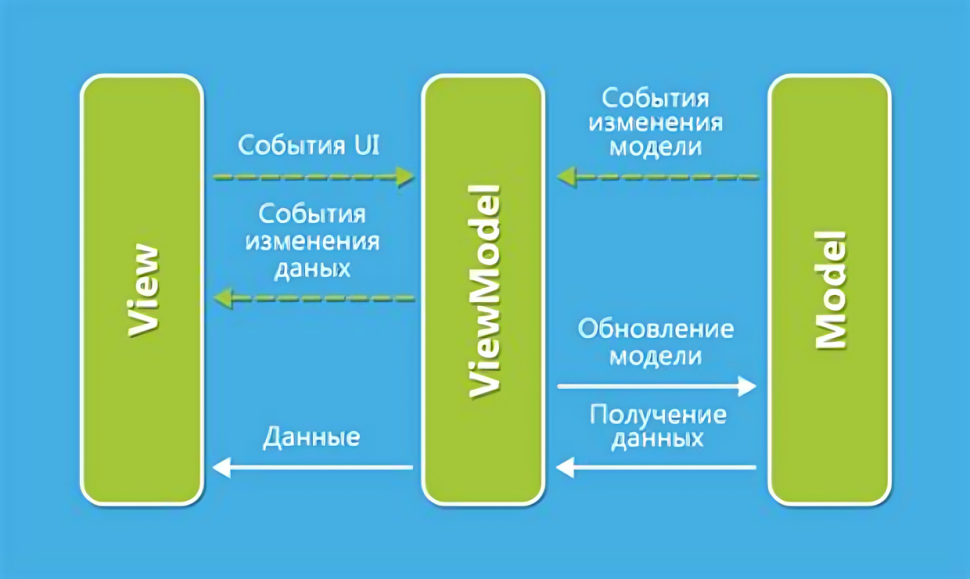 View
События UI
События
изменения
даных
Данные
ViewModel
События
изменения
модели
Обновление
модели
Получение
данных
Model